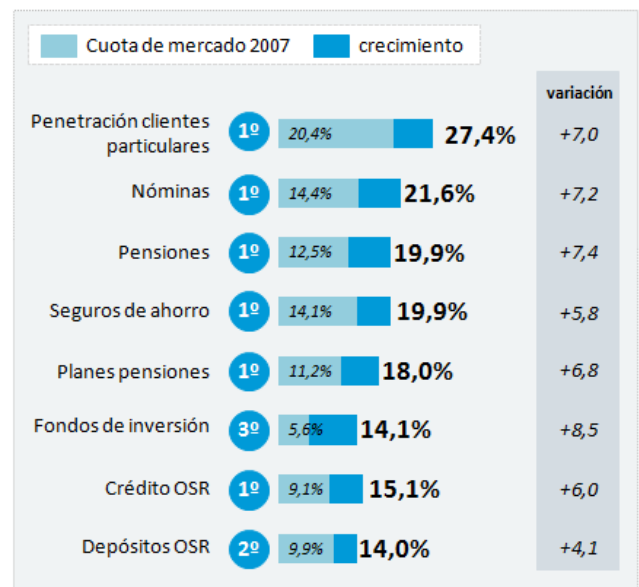 Cuota de mercado 2007 crecimiento
variación
Penetración clientes
particulares 1º 20,4% 27,4% +7,0
Nóminas 1º 14,4% 21,6% +7,2
Pensiones 1º 12,5% 19,9% +7,4
Seguros de ahorro 1º 14,1% 19,9% +5,8
Planes pensiones 1º 11,2% 18,0% +6,8
Fondos de inversión 3º 5,6% 14,1% +8,5
Crédito OSR 1º 9,1% 15,1% +6,0
Depósitos OSR 2º 9,9% 14,0% +4,1